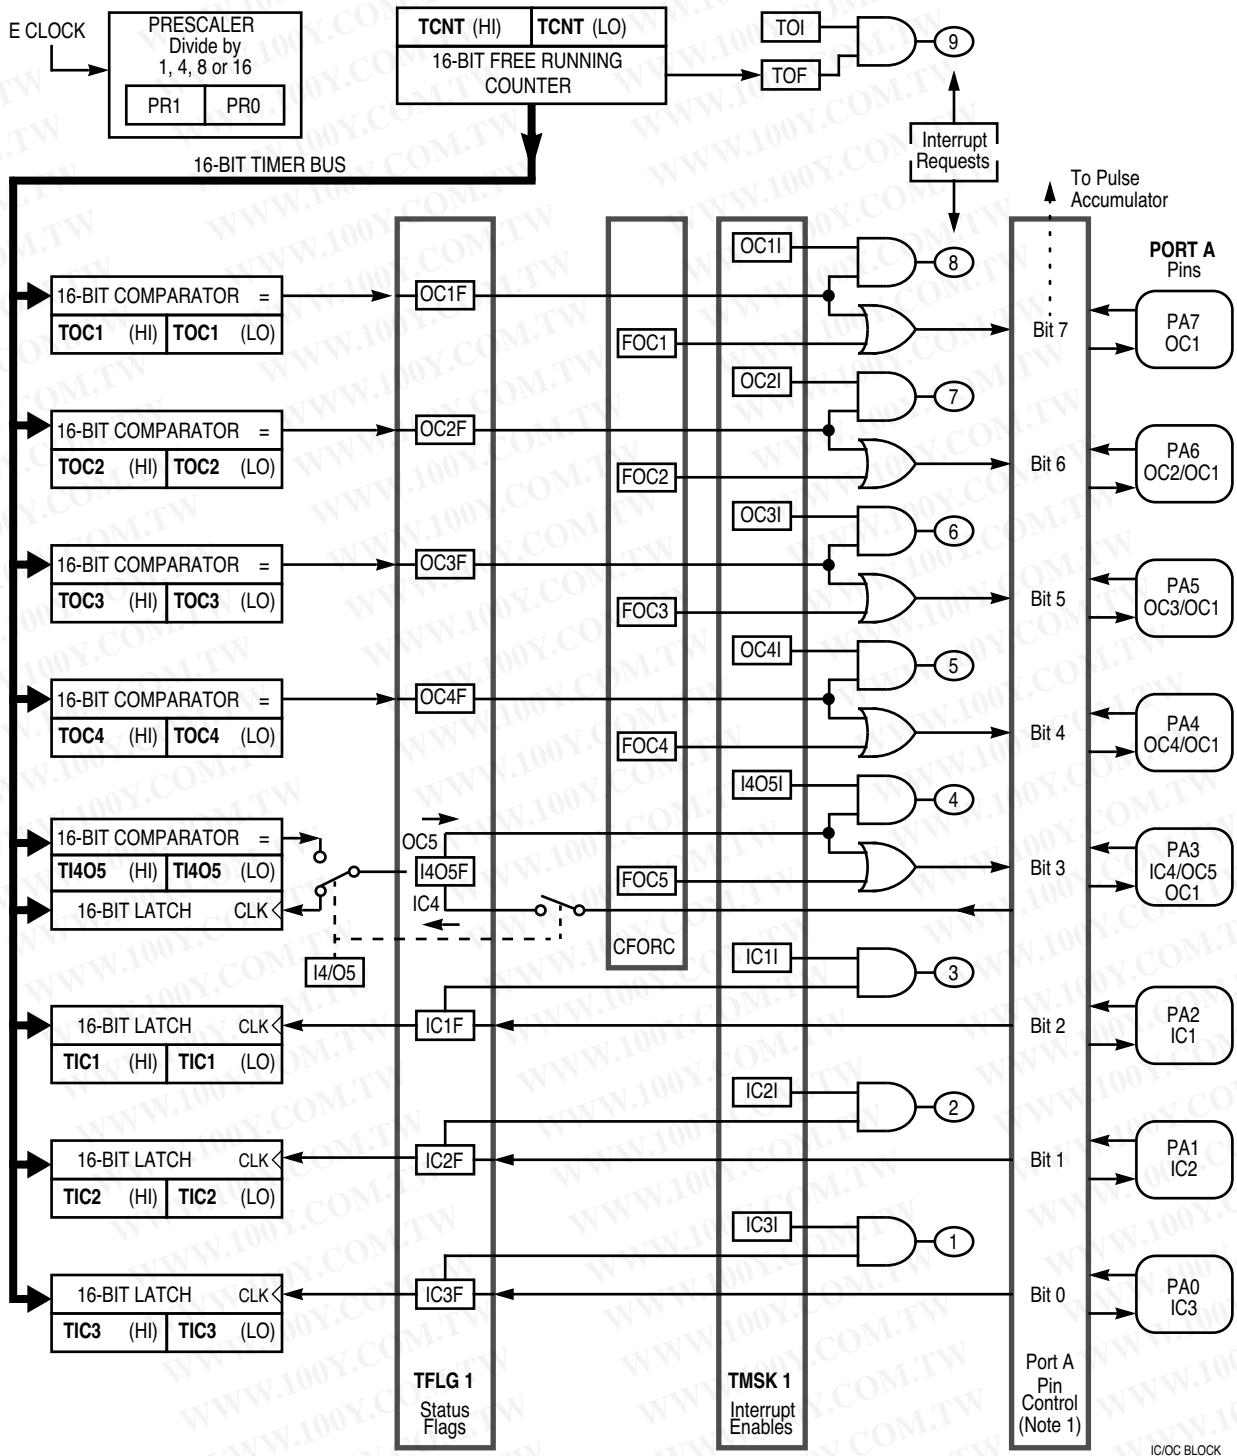 E CLOCK
PRESCALER
Divide by
1, 4, 8 or 16
PR1 PR0
TCNT (HI) TCNT (LO)
16-BIT FREE RUNNING
COUNTER
TOI
TOF
9
Interrupt
Requests
16-BIT TIMER BUS
To Pulse
Accumulator
PORT A
Pins
16-BIT COMPARATOR =
TOC1 (HI) TOC1 (LO)
OC1F
FOC1
OC1I
8
Bit 7
PA7
OC1
16-BIT COMPARATOR =
TOC2 (HI) TOC2 (LO)
OC2F
FOC2
OC2I
7
Bit 6
PA6
OC2/OC1
16-BIT COMPARATOR =
TOC3 (HI) TOC3 (LO)
OC3F
FOC3
OC3I
6
Bit 5
PA5
OC3/OC1
16-BIT COMPARATOR =
TOC4 (HI) TOC4 (LO)
OC4F
FOC4
OC4I
5
Bit 4
PA4
OC4/OC1
16-BIT COMPARATOR =
TI4O5 (HI) TI4O5 (LO)
16-BIT LATCH CLK
OC5
I4O5F
IC4
I4/O5
FOC5
CFORC
I4O5I
4
Bit 3
PA3
IC4/OC5
OC1
16-BIT LATCH CLK
TIC1 (HI) TIC1 (LO)
IC1F
IC1I
3
Bit 2
PA2
IC1
16-BIT LATCH CLK
TIC2 (HI) TIC2 (LO)
IC2F
IC2I
2
Bit 1
PA1
IC2
16-BIT LATCH CLK
TIC3 (HI) TIC3 (LO)
IC3F
IC3I
1
Bit 0
PA0
IC3
TFLG 1
Status
Flags
TMSK 1
Interrupt
Enables
Port A
Pin
Control
(Note 1)
IC/OC BLOCK
WWW.100Y.COM.TW